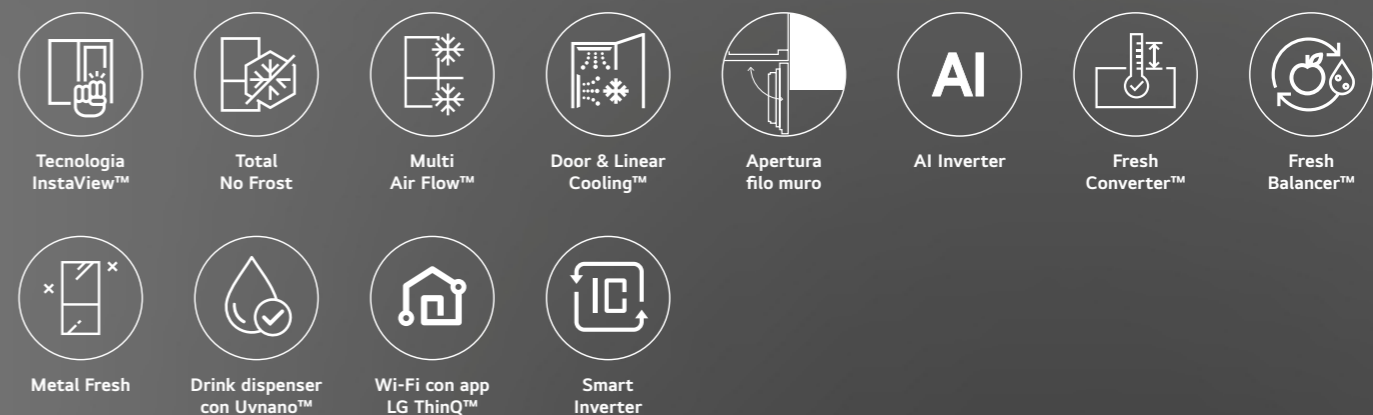 AI
Tecnologia
InstaView™
Total
No Frost
Multi
Air Flow™
Door & Linear
Cooling™
Apertura
filo muro
AI Inverter
Fresh
Converter™
Fresh
Balancer™
IC
Metal Fresh
Drink dispenser
con Uvnano™
Wi-Fi con app
LG ThinQ™
Smart
Inverter